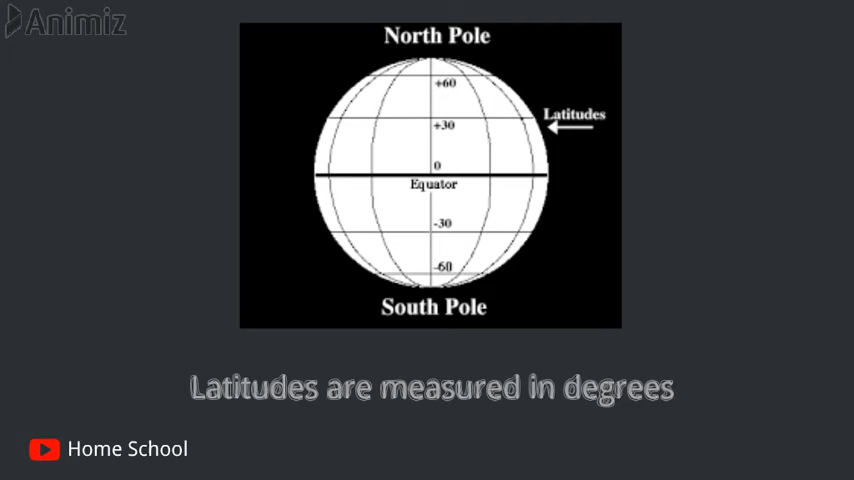 Animiz
North Pole
+60
Latitudes
+30
0
Equator
-30
-60
South Pole
Latitudes are measured in degrees
Home School